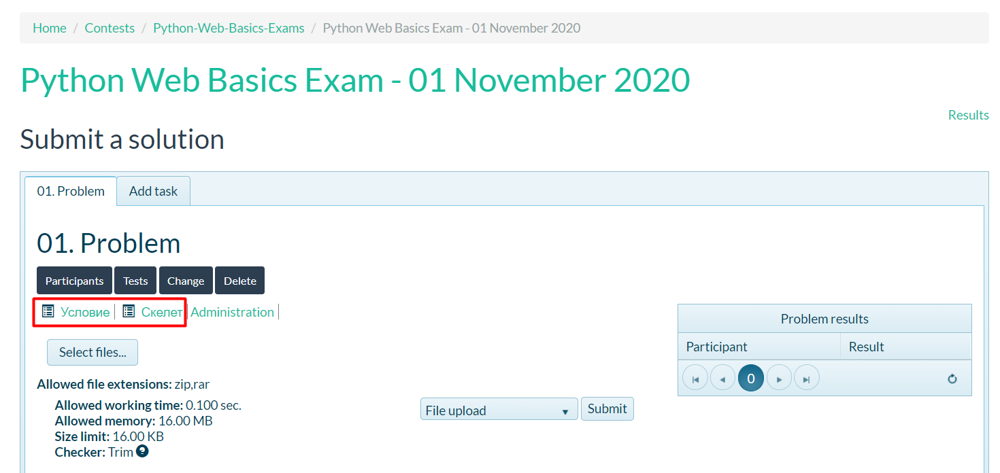 Home / Contests / Python-Web-Basics-Exams / Python Web Basics Exam - 01 November 2020
Python Web Basics Exam - 01 November 2020
Results
Submit a solution
01. Problem Add task
01. Problem
Participants Tests Change Delete
Условие | Скелет | Administration |
Problem results
Participant Result
Select files...
0
Allowed file extensions: zip,rar
Allowed working time: 0.100 sec.
File upload Submit
Allowed memory: 16.00 MB
Size limit: 16.00 KB
Checker: Trim ?